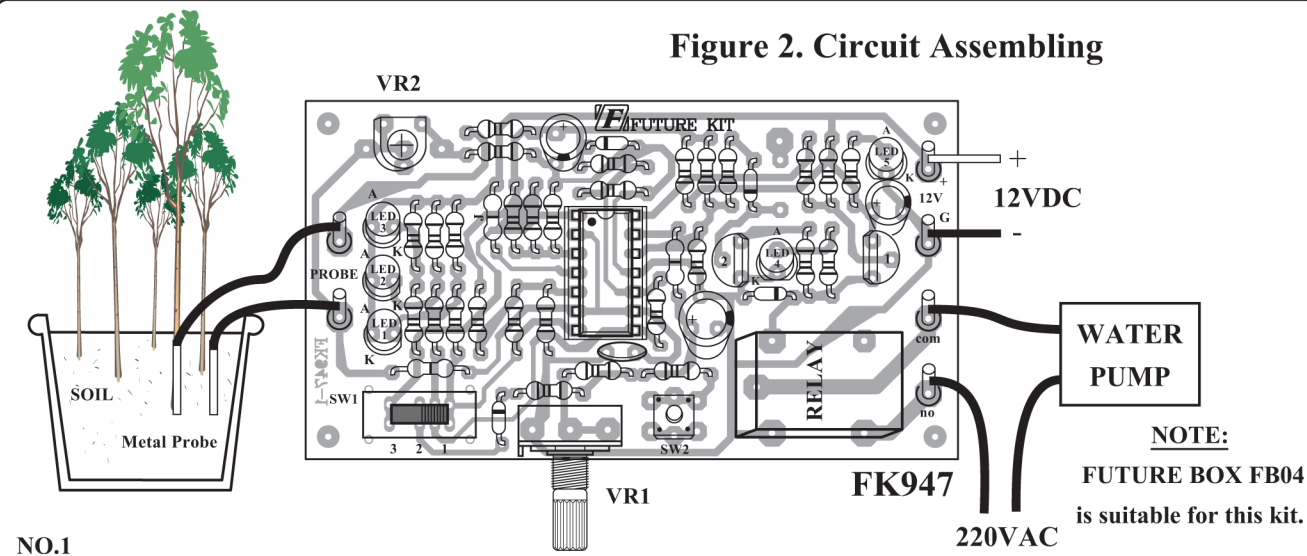 Figure 2. Circuit Assembling
VR2
FUTURE KIT
A
LED
5
K
+
12V
+
12VDC
G
-
A
LED
3
K
PROBE
A
LED
2
K
A
LED
1
K
2
A
LED
4
K
1
com
WATER
PUMP
no
RELAY
FK947-1
SW1
3 2 1
SW2
SOIL
Metal Probe
VR1
FK947
220VAC
NOTE:
FUTURE BOX FB04
is suitable for this kit.
NO.1